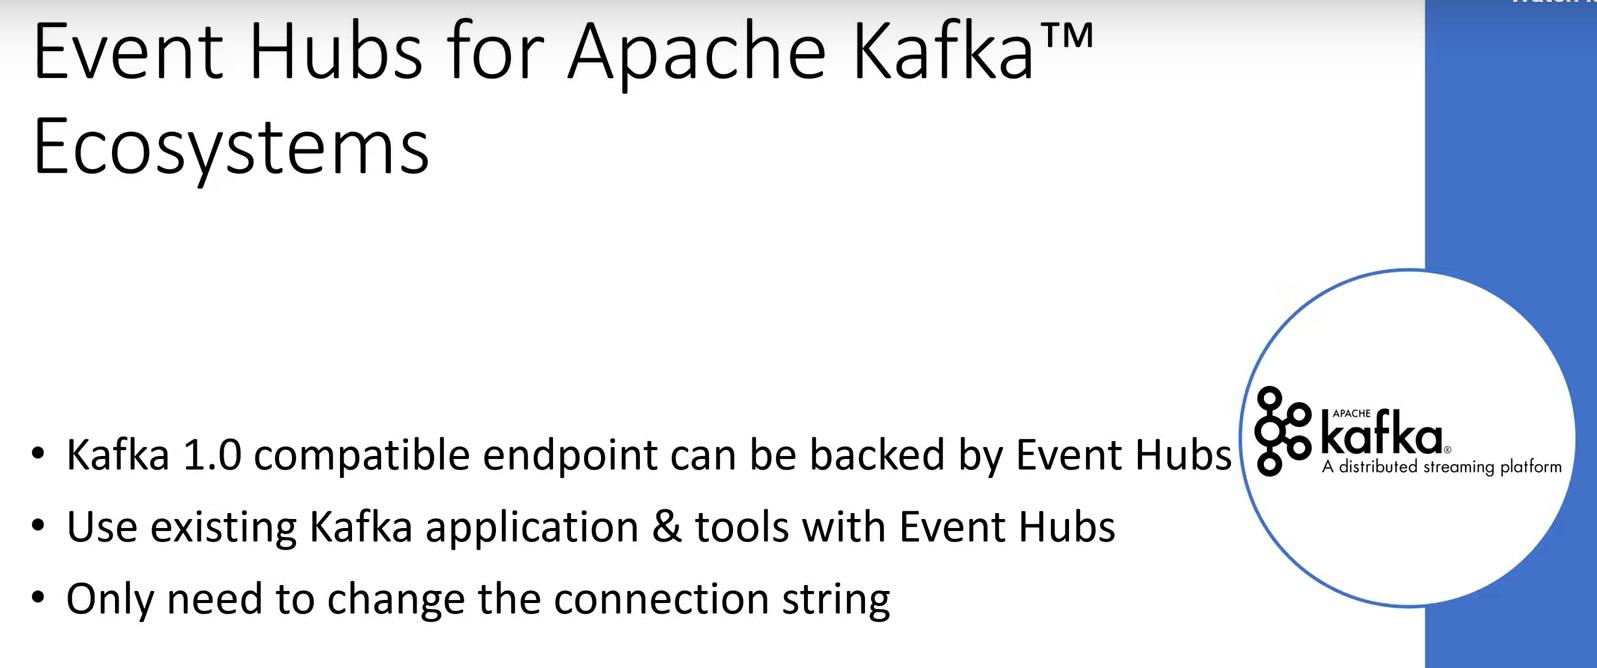 Event Hubs for Apache Kafka™
Ecosystems
• Kafka 1.0 compatible endpoint can be backed by Event Hubs
• Use existing Kafka application & tools with Event Hubs
• Only need to change the connection string
APACHE
kafka®
A distributed streaming platform